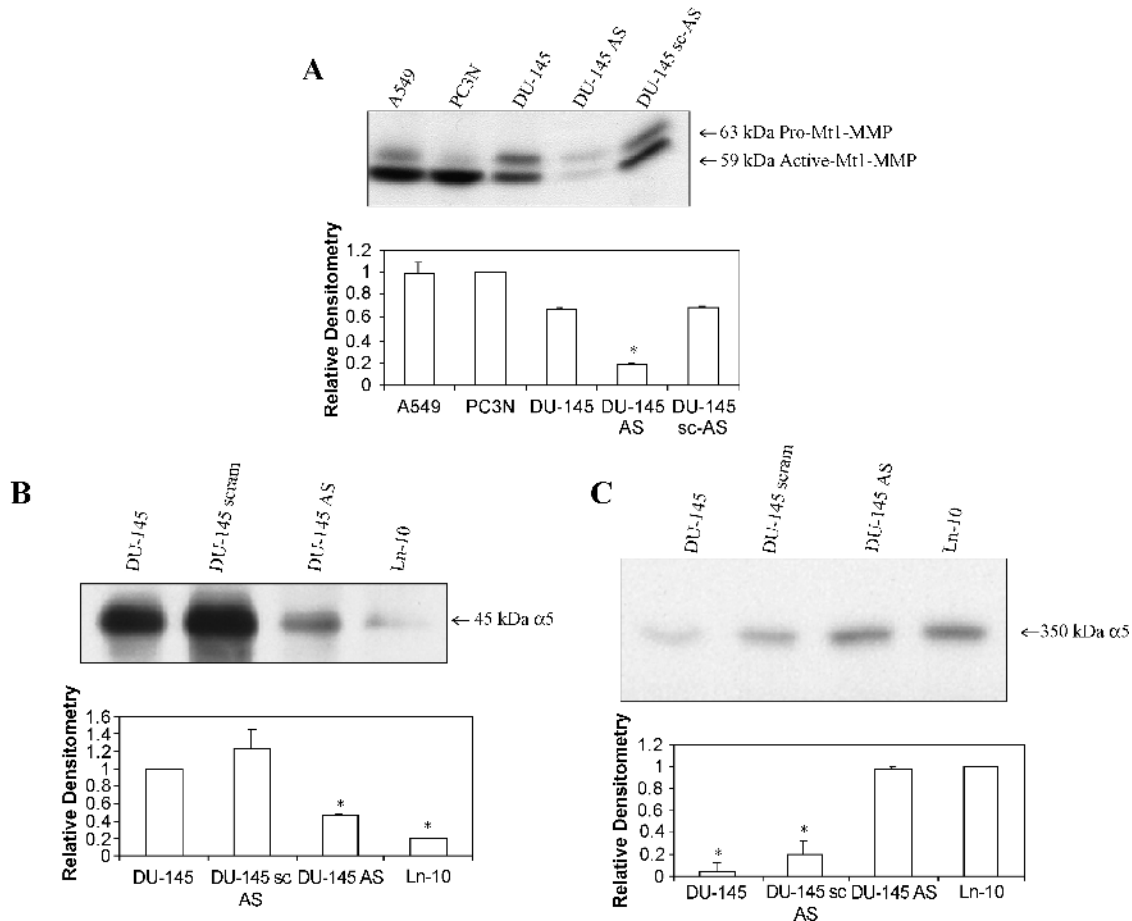 A
A549
PC3N
DU-145
DU-145 AS
DU-145 sc-AS
←63 kDa Pro-Mt1-MMP
←59 kDa Active-Mt1-MMP
Relative Densitometry
1.2
1
0.8
0.6
0.4
0.2
0
A549
PC3N
DU-145
DU-145 AS
DU-145 sc-AS
*
B
DU-145
DU-145 scram
DU-145 AS
Ln-10
← 45 kDa α5
Relative Densitometry
1.6
1.4
1.2
1
0.8
0.6
0.4
0.2
0
*
*
DU-145
DU-145 sc AS
DU-145 AS
Ln-10
C
DU-145
DU-145 scram
DU-145 AS
Ln-10
←350 kDa α5
Relative Densitometry
1.2
1
0.8
0.6
0.4
0.2
0
*
*
DU-145
DU-145 sc AS
DU-145 AS
Ln-10